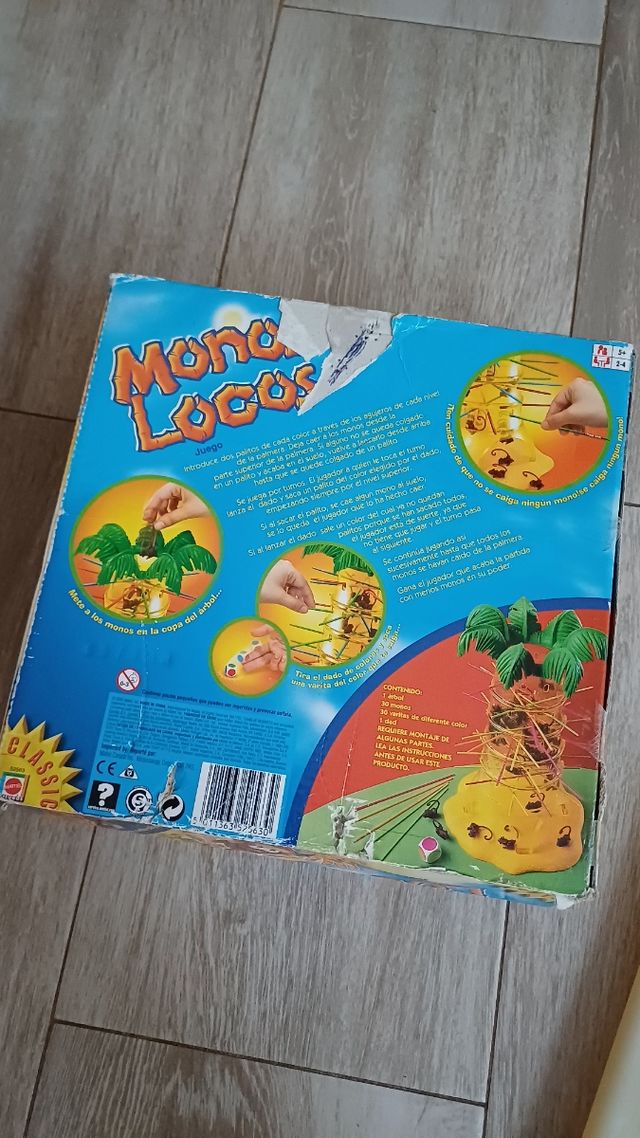 Mono
Locos
Juego
5+
2-4
Introduce dos palitos de cada color a través de los agujeros de cada nivel
de la palmera. Deja caer a los monos desde la
parte superior de la palmera. Si alguno no se queda colgado
en un palito y acaba en el suelo, vuelve a lanzarlo desde arriba
hasta que se quede colgado de un palito.
Se juega por turnos. El jugador a quien le toca el turno
lanza el dado y saca un palito del color elegido por el dado,
empezando siempre por el nivel superior.
Si al sacar el palito, se cae algún mono al suelo,
se lo queda el jugador que lo ha hecho caer.
Si al lanzar el dado sale un color del cual ya no quedan
palitos porque se han sacado todos,
el jugador está de suerte, ya que
no tiene que jugar y el turno pasa
al siguiente.
Se continúa jugando así
sucesivamente hasta que todos los
monos se hayan caído de la palmera.
Gana el jugador que acaba la partida
con menos monos en su poder.
¡Ten cuidado de que no se caiga ningún mono!
Mete a los monos en la copa del árbol...
Tira el dado de colores y saca
una varita del color que te salga...
CONTENIDO:
1 árbol
30 monos
30 varitas de diferente color
1 dado
REQUIERE MONTAJE DE
ALGUNAS PARTES.
LEA LAS INSTRUCCIONES
ANTES DE USAR ESTE
PRODUCTO.
CLASSIC
52563
MATTEL
CE
5 011363 525630